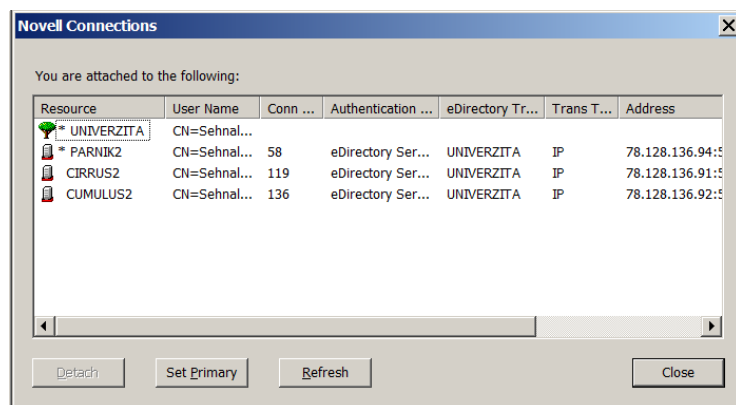 Novell Connections
You are attached to the following:
Resource User Name Conn ... Authentication ... eDirectory Tr... Trans T... Address
* UNIVERZITA CN=Sehnal...
* PARNIK2 CN=Sehnal... 58 eDirectory Ser... UNIVERZITA IP 78.128.136.94:5
CIRRUS2 CN=Sehnal... 119 eDirectory Ser... UNIVERZITA IP 78.128.136.91:5
CUMULUS2 CN=Sehnal... 136 eDirectory Ser... UNIVERZITA IP 78.128.136.92:5
Detach Set Primary Refresh Close